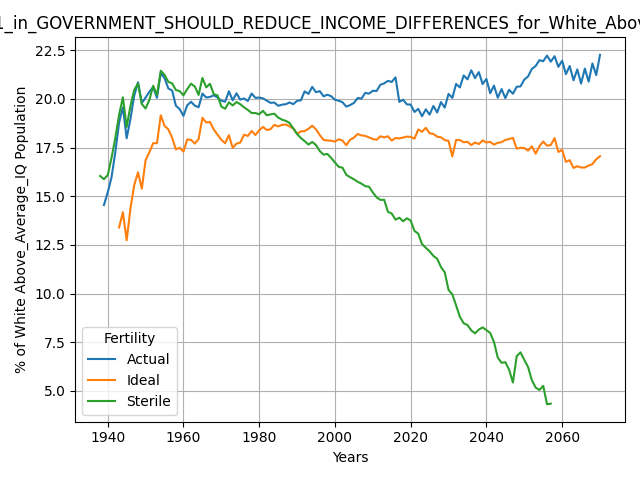 1_in_GOVERNMENT_SHOULD_REDUCE_INCOME_DIFFERENCES_for_White_Abov
% of White Above_Average_IQ Population
22.5
20.0
17.5
15.0
12.5
10.0
7.5
5.0
Fertility
Actual
Ideal
Sterile
1940
1960
1980
2000
2020
2040
2060
Years